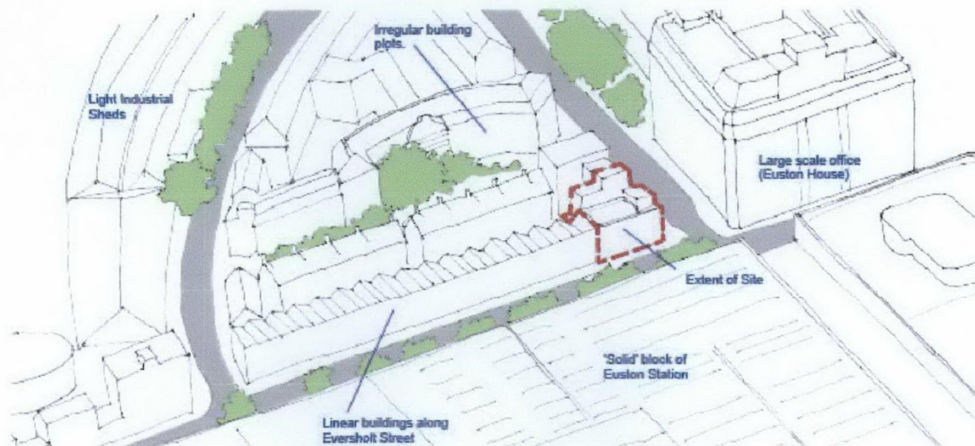 Irregular building
plots.
Light Industrial
Sheds
Large scale office
(Euston House)
Extent of Site
'Solid' block of
Euston Station
Linear buildings along
Eversholt Street